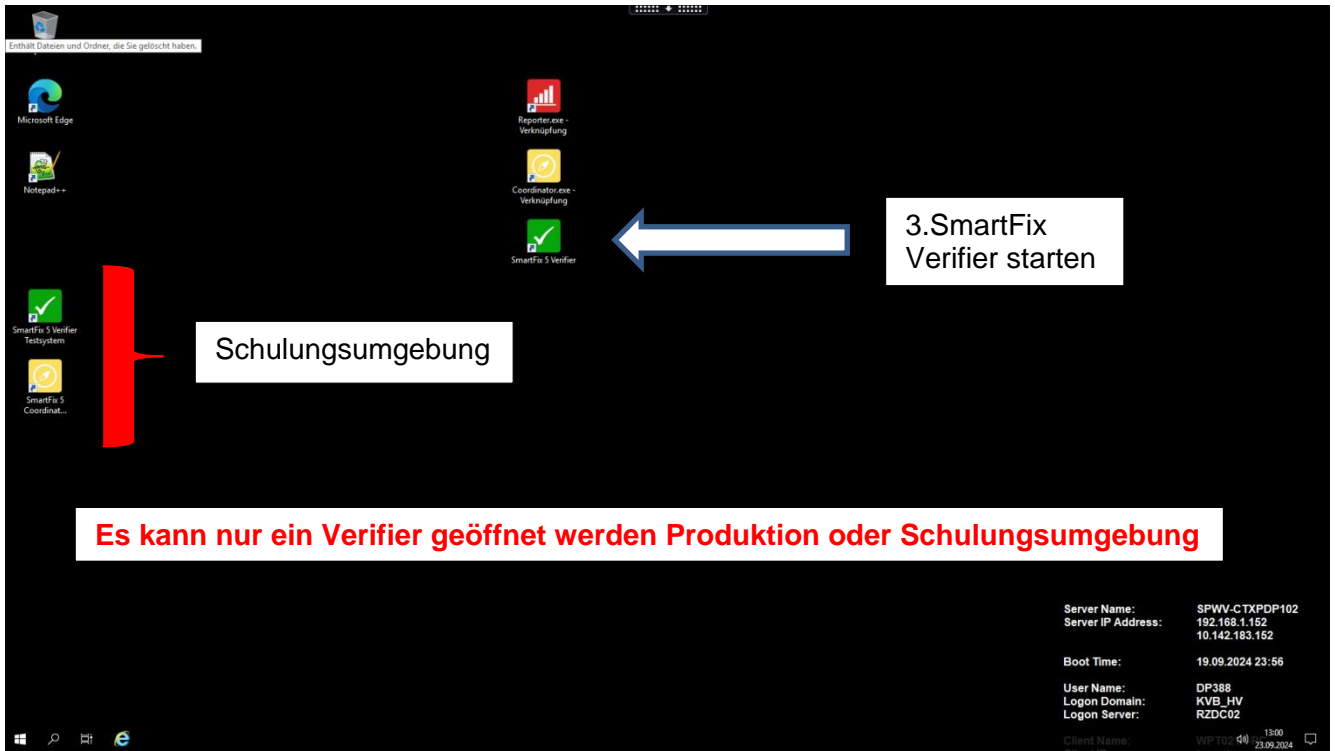 Enthält Dateien und Ordner, die Sie gelöscht haben.
Microsoft Edge
Notepad++
Reporter.exe -
Verknüpfung
Coordinator.exe -
Verknüpfung
SmartFix 5 Verifier
3.SmartFix
Verifier starten
SmartFix 5 Verifier
Testsystem
SmartFix 5
Coordinat...
Schulungsumgebung
Es kann nur ein Verifier geöffnet werden Produktion oder Schulungsumgebung
Server Name: SPWV-CTXPDP102
Server IP Address: 192.168.1.152
10.142.183.152
Boot Time: 19.09.2024 23:56
User Name: DP388
Logon Domain: KVB_HV
Logon Server: RZDC02
Client Name:
13:00
23.09.2024